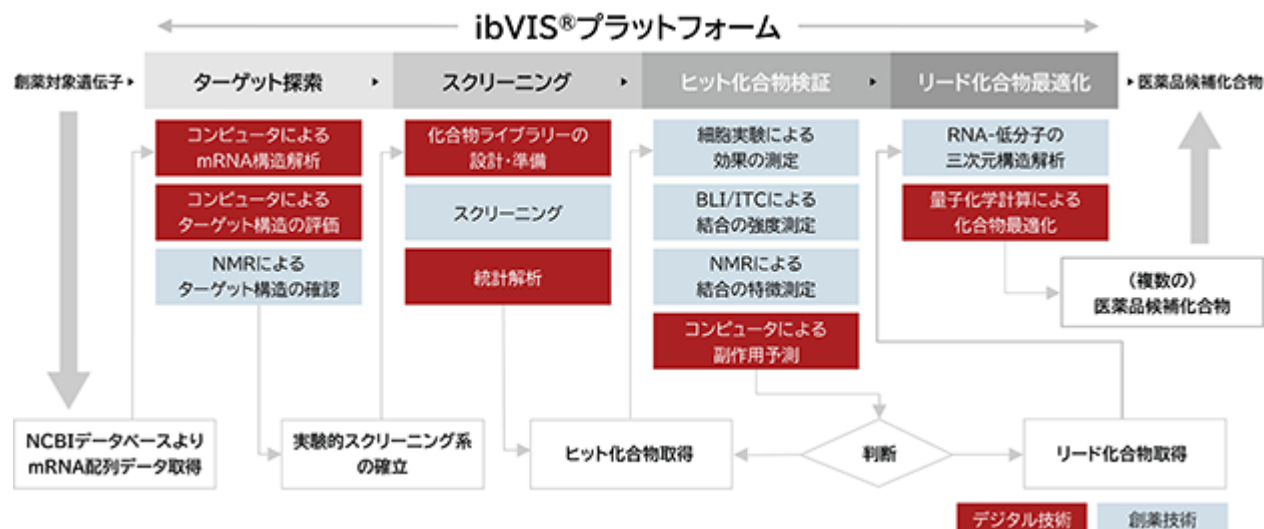 ibVIS®プラットフォーム
創薬対象遺伝子
ターゲット探索
スクリーニング
ヒット化合物検証
リード化合物最適化
医薬品候補化合物
コンピュータによる
mRNA構造解析
コンピュータによる
ターゲット構造の評価
NMRによる
ターゲット構造の確認
化合物ライブラリーの
設計・準備
スクリーニング
統計解析
細胞実験による
効果の測定
BLI/ITCによる
結合の強度測定
NMRによる
結合の特徴測定
コンピュータによる
副作用予測
RNA-低分子の
三次元構造解析
量子化学計算による
化合物最適化
(複数の)
医薬品候補化合物
NCBIデータベースより
mRNA配列データ取得
実験的スクリーニング系
の確立
ヒット化合物取得
判断
リード化合物取得
デジタル技術
創薬技術